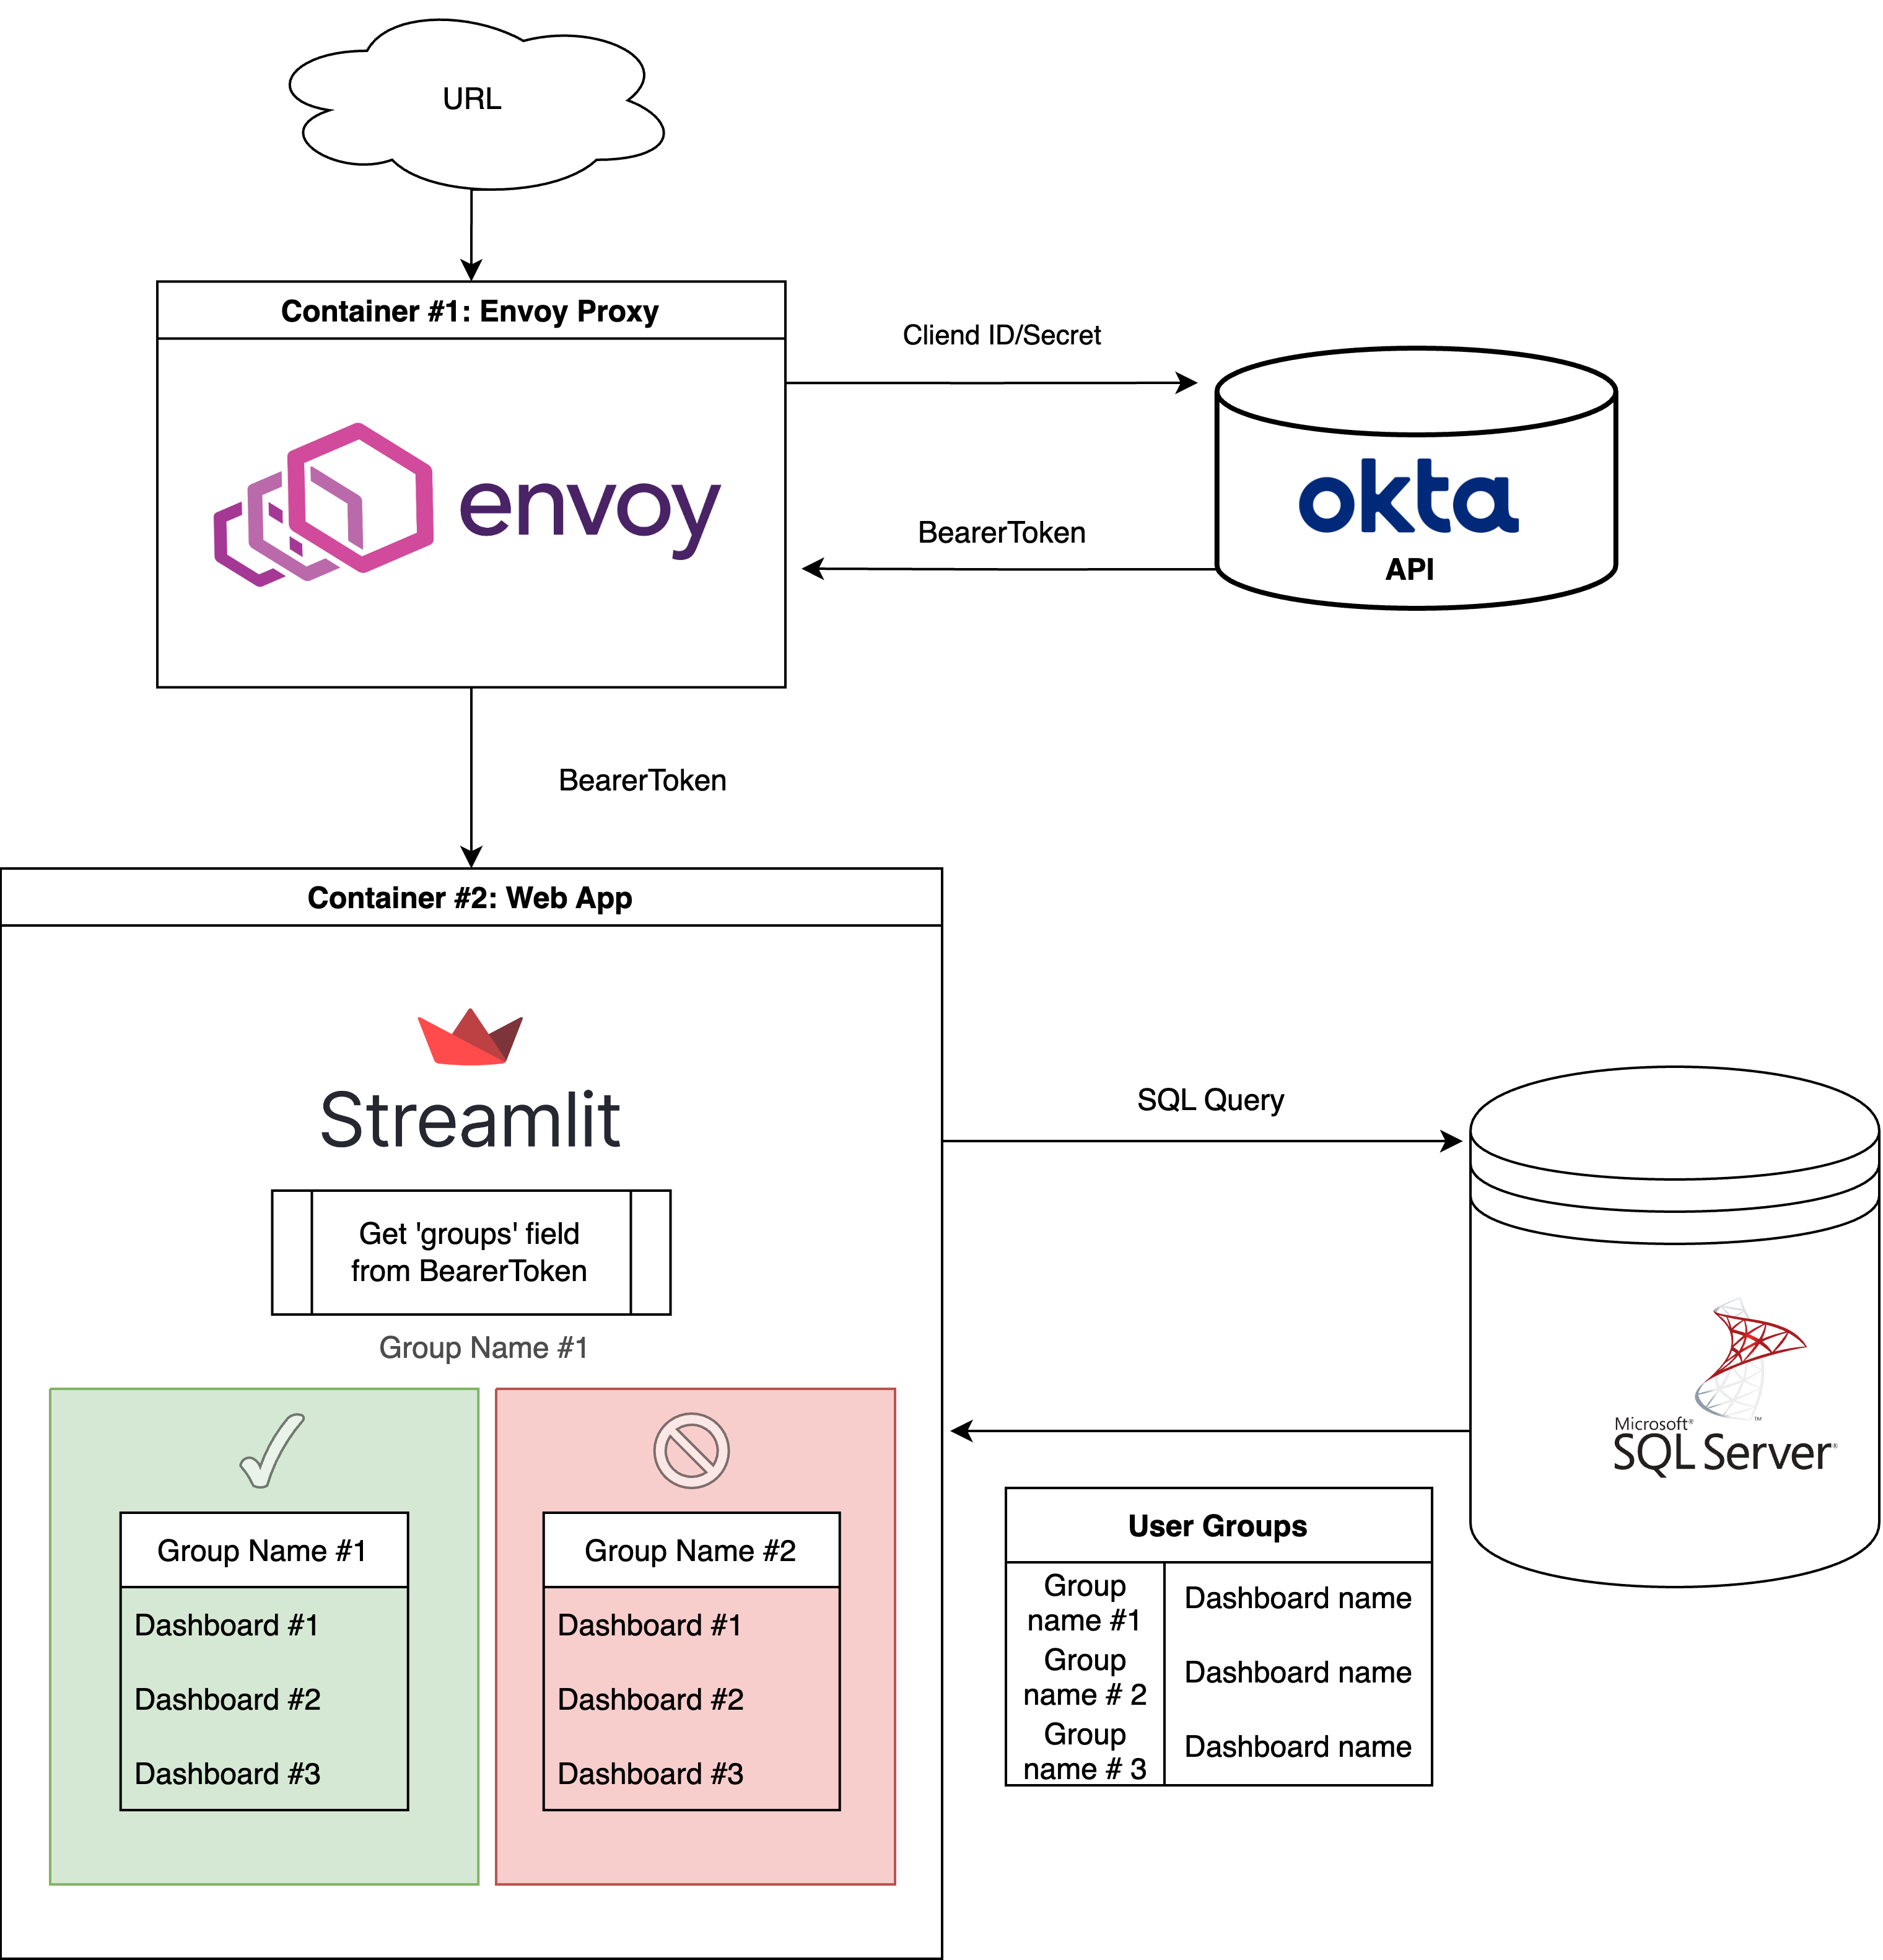 URL
Container #1: Envoy Proxy
envoy
Cliend ID/Secret
okta
API
BearerToken
BearerToken
Container #2: Web App
Streamlit
Get 'groups' field
from BearerToken
Group Name #1
Group Name #1
Dashboard #1
Dashboard #2
Dashboard #3
Group Name #2
Dashboard #1
Dashboard #2
Dashboard #3
SQL Query
Microsoft®
SQL Server®
™
User Groups
Group
name #1
Dashboard name
Group
name # 2
Dashboard name
Group
name # 3
Dashboard name